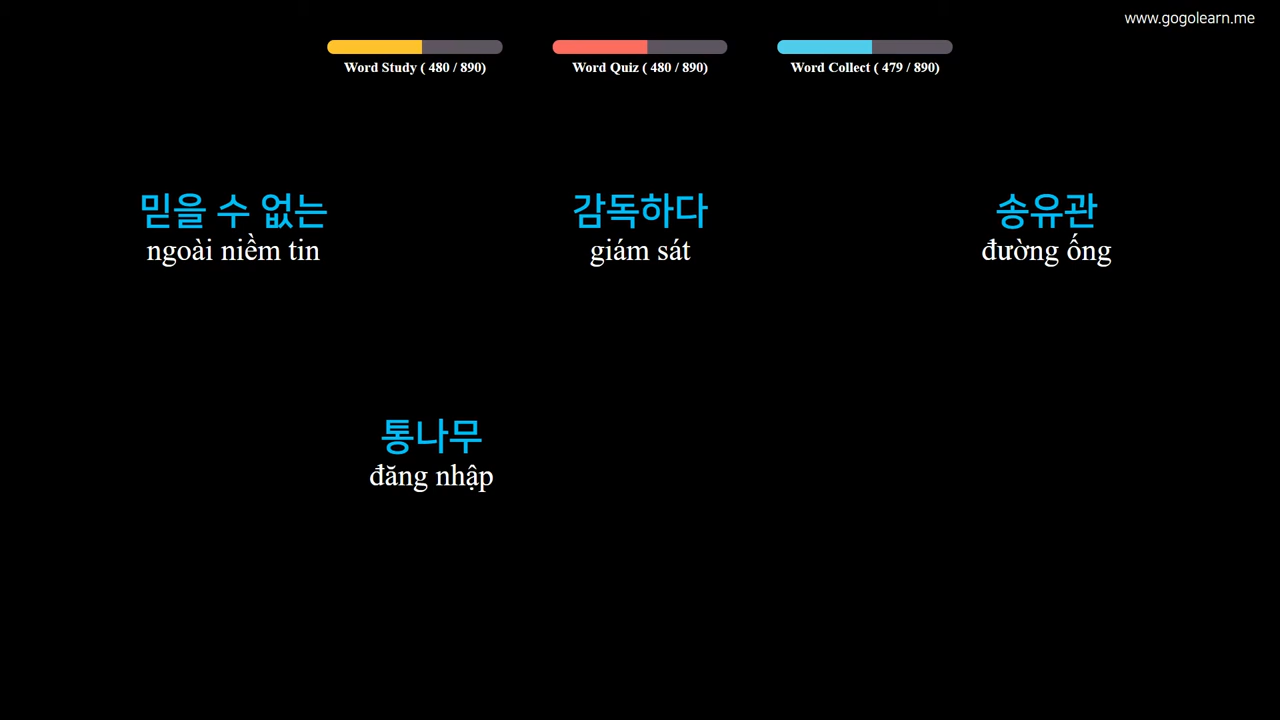 www.gogolearn.me
Word Study ( 480 / 890)
Word Quiz ( 480 / 890)
Word Collect ( 479 / 890)
믿을 수 없는
ngoài niềm tin
감독하다
giám sát
송유관
đường ống
통나무
đăng nhập